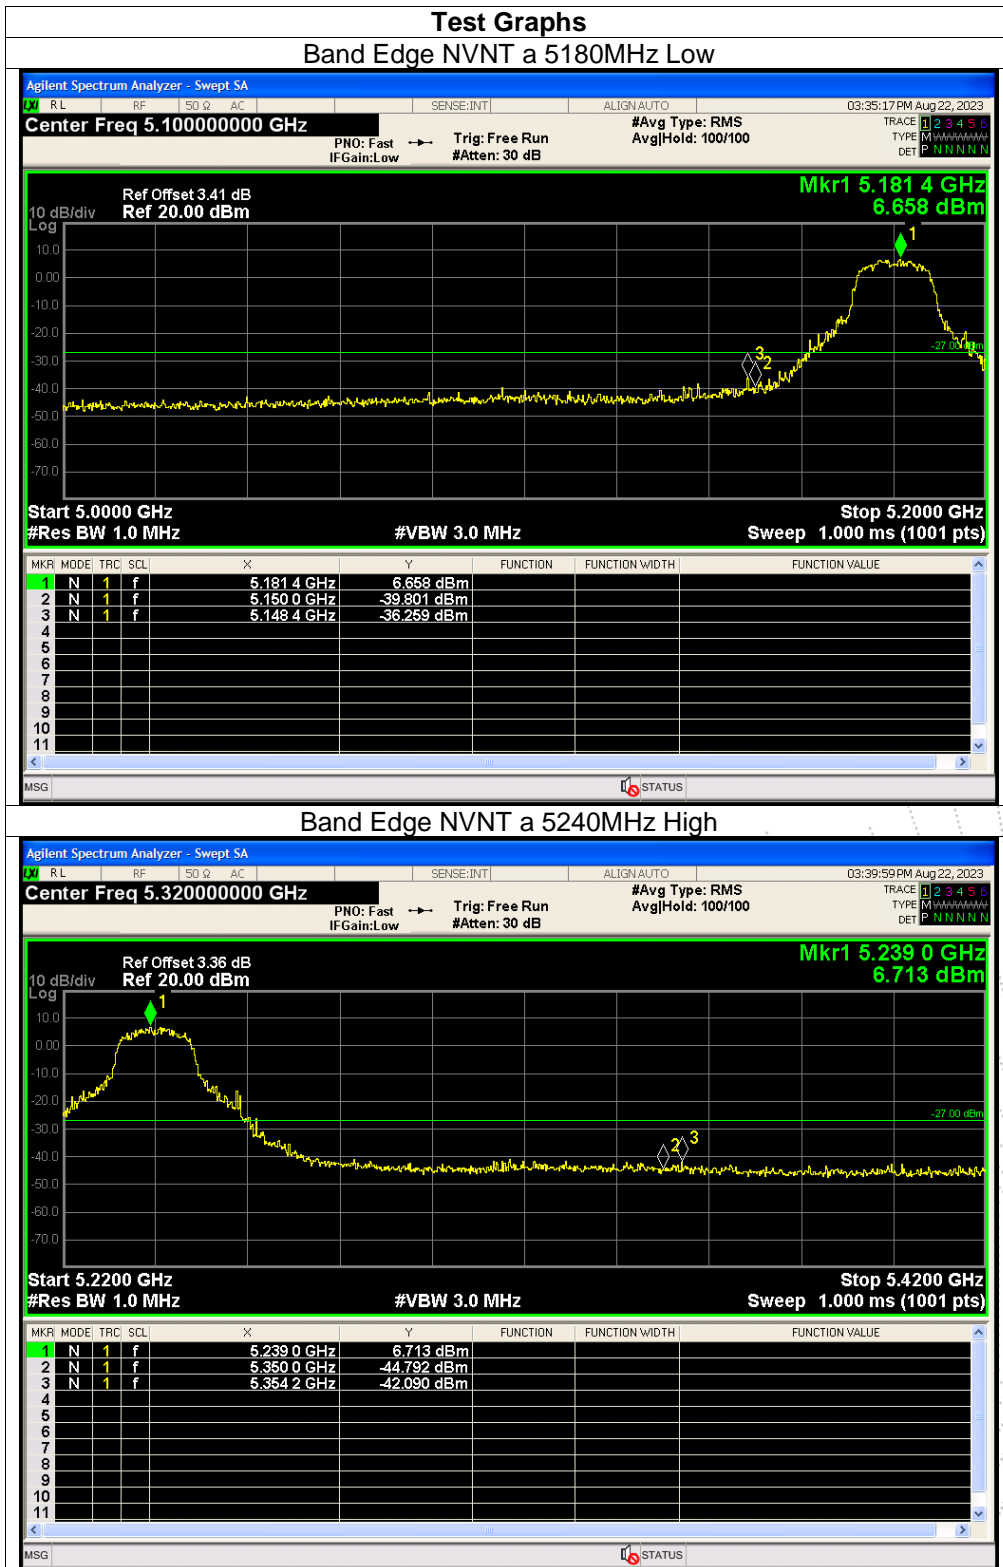 Test Graphs
Band Edge NVNT a 5180MHz Low
Agilent Spectrum Analyzer - Swept SA
LXI RL RF 50 Ω AC SENSE:INT ALIGN AUTO 03:35:17 PM Aug 22, 2023
Center Freq 5.100000000 GHz #Avg Type: RMS TRACE 1 2 3 4 5 6
PNO: Fast Trig: Free Run Avg|Hold: 100/100 TYPE M
IFGain:Low #Atten: 30 dB DET P N N N N N
Mkr1 5.181 4 GHz
Ref Offset 3.41 dB
10 dB/div Ref 20.00 dBm 6.658 dBm
Log
1
10.0
0.00
-10.0
-20.0
-27.00 dBm
-30.0
3
2
-40.0
-50.0
-60.0
-70.0
Start 5.0000 GHz Stop 5.2000 GHz
#Res BW 1.0 MHz #VBW 3.0 MHz Sweep 1.000 ms (1001 pts)
MKR MODE TRC SCL X Y FUNCTION FUNCTION WIDTH FUNCTION VALUE
1 N 1 f 5.181 4 GHz 6.658 dBm
2 N 1 f 5.150 0 GHz -39.801 dBm
3 N 1 f 5.148 4 GHz -36.259 dBm
4
5
6
7
8
9
10
11
MSG STATUS
Band Edge NVNT a 5240MHz High
Agilent Spectrum Analyzer - Swept SA
LXI RL RF 50 Ω AC SENSE:INT ALIGN AUTO 03:39:59 PM Aug 22, 2023
Center Freq 5.320000000 GHz #Avg Type: RMS TRACE 1 2 3 4 5 6
PNO: Fast Trig: Free Run Avg|Hold: 100/100 TYPE M
IFGain:Low #Atten: 30 dB DET P N N N N N
Mkr1 5.239 0 GHz
Ref Offset 3.36 dB
10 dB/div Ref 20.00 dBm 6.713 dBm
Log
1
10.0
0.00
-10.0
-20.0
-27.00 dBm
-30.0
2 3
-40.0
-50.0
-60.0
-70.0
Start 5.2200 GHz Stop 5.4200 GHz
#Res BW 1.0 MHz #VBW 3.0 MHz Sweep 1.000 ms (1001 pts)
MKR MODE TRC SCL X Y FUNCTION FUNCTION WIDTH FUNCTION VALUE
1 N 1 f 5.239 0 GHz 6.713 dBm
2 N 1 f 5.350 0 GHz -44.792 dBm
3 N 1 f 5.354 2 GHz -42.090 dBm
4
5
6
7
8
9
10
11
MSG STATUS